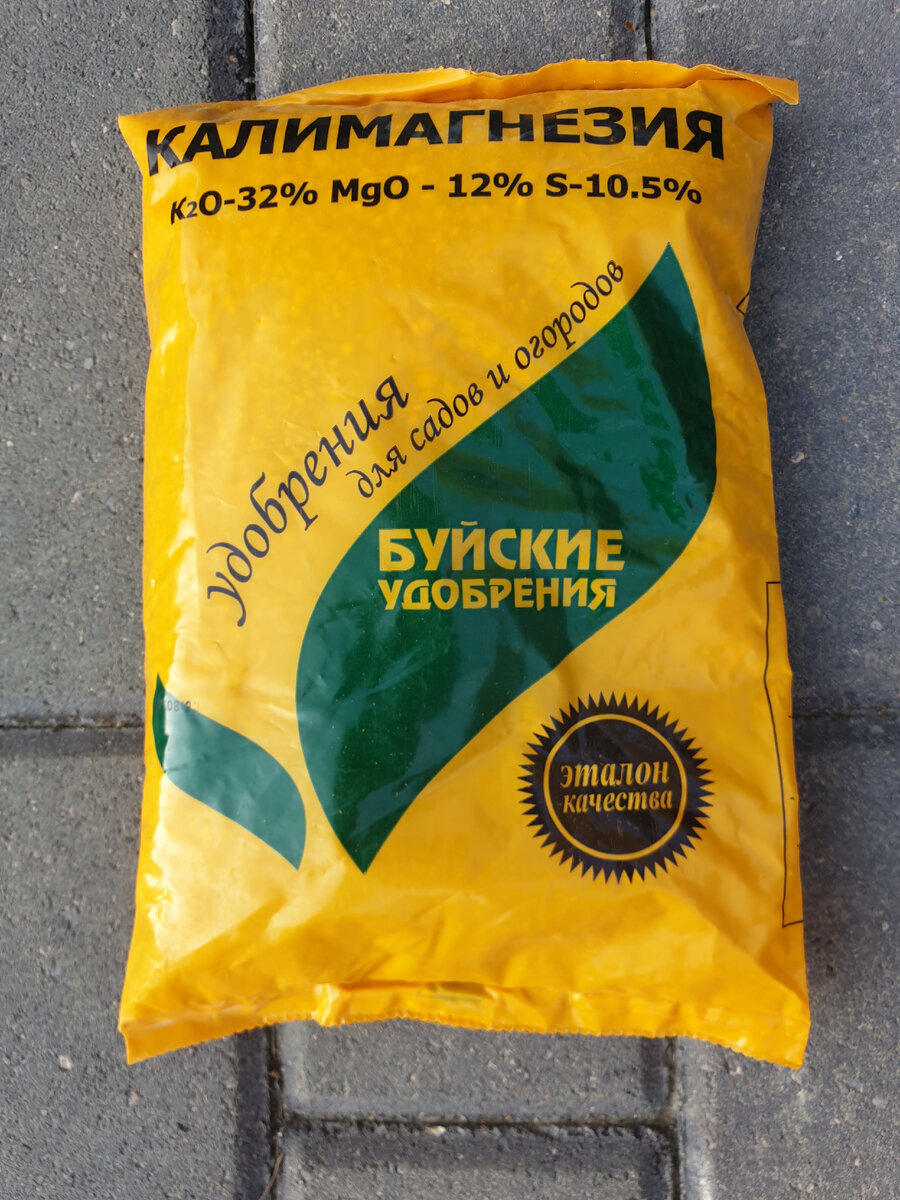 КАЛИМАГНЕЗИЯ
K₂O-32% MgO - 12% S-10.5%
удобрения
для садов и огородов
БУЙСКИЕ
УДОБРЕНИЯ
эталон
качества